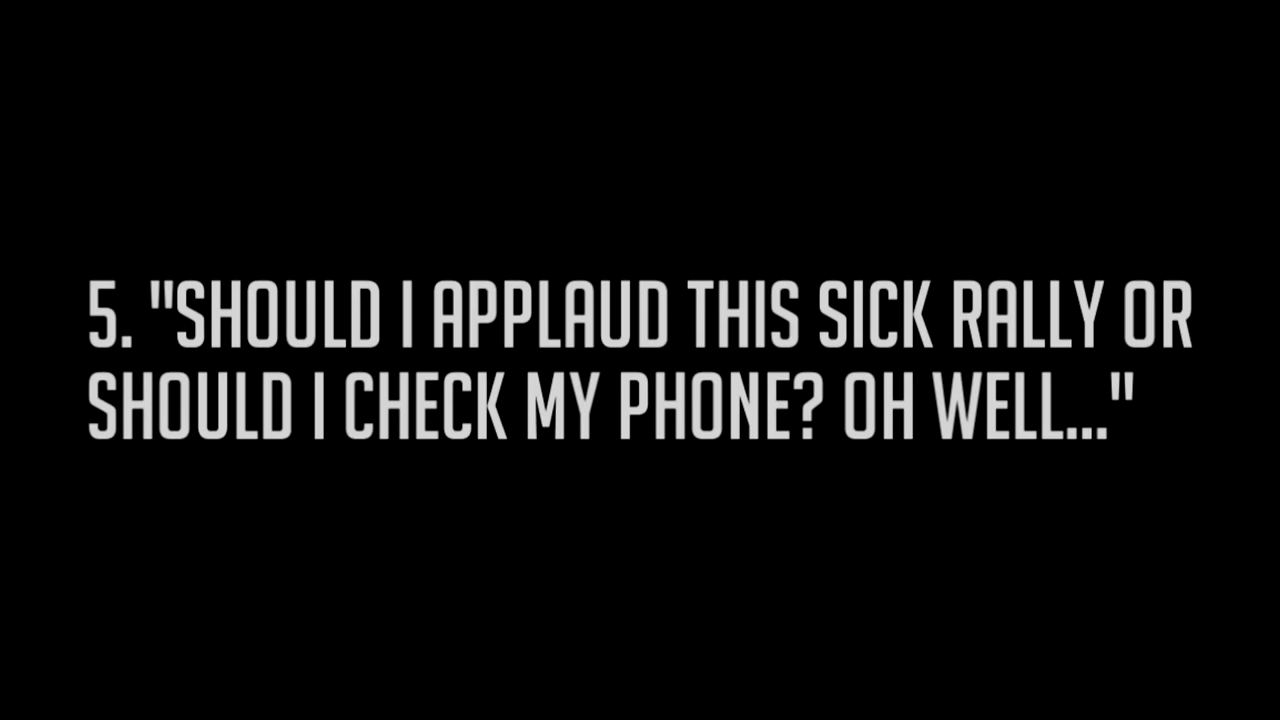 5. "SHOULD I APPLAUD THIS SICK RALLY OR
SHOULD I CHECK MY PHONE? OH WELL..."